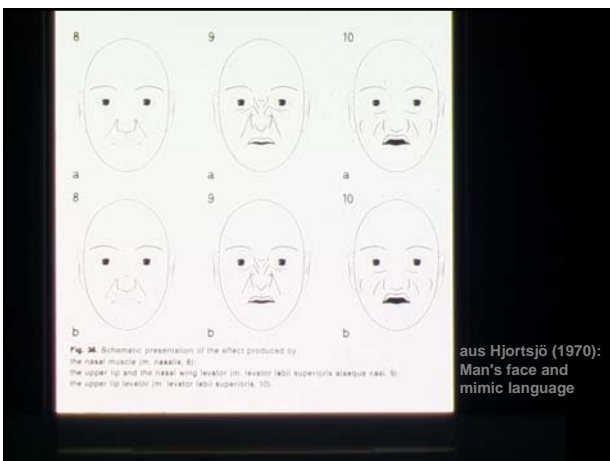 8 9 10
a a a
8 9 10
b b b
Fig. 36. Schematic presentation of the effect produced by
the nasal muscle (m. nasalis, 8);
the upper lip and the nasal wing levator (m. levator labii superioris alaeque nasi, 9);
the upper lip levator (m. levator labii superioris, 10).
aus Hjortsjö (1970):
Man's face and
mimic language